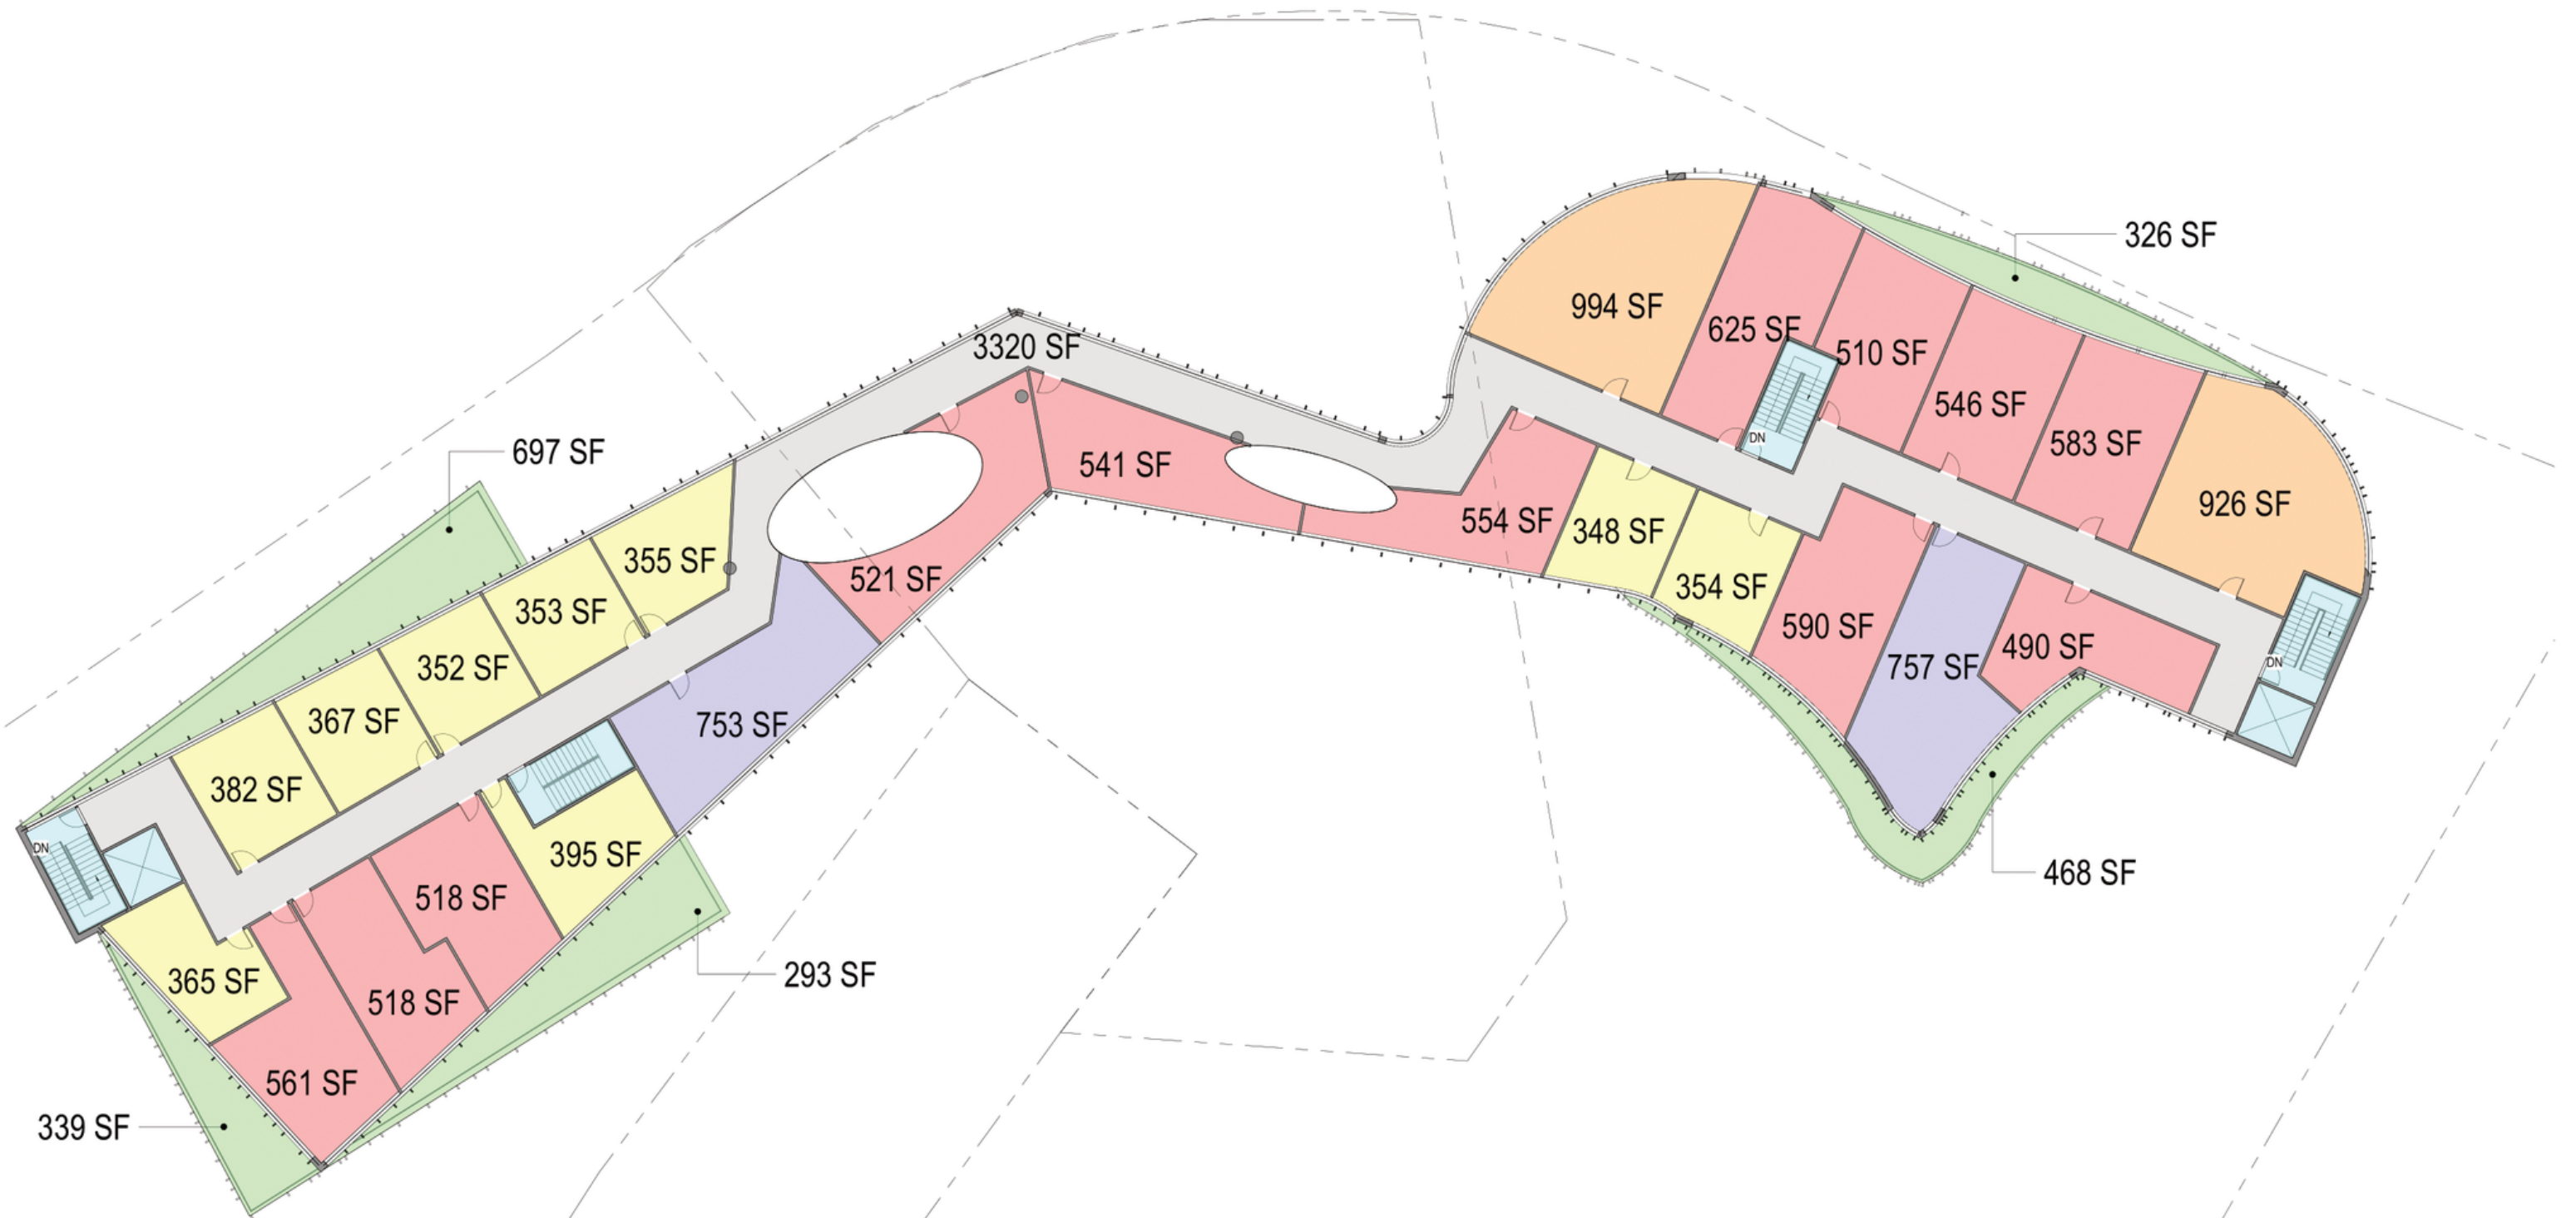 326 SF
994 SF
625 SF
3320 SF
510 SF
546 SF
583 SF
DN
697 SF
541 SF
926 SF
554 SF
348 SF
355 SF
521 SF
354 SF
353 SF
590 SF
490 SF
DN
352 SF
757 SF
367 SF
753 SF
382 SF
DN
395 SF
468 SF
518 SF
293 SF
365 SF
518 SF
561 SF
339 SF